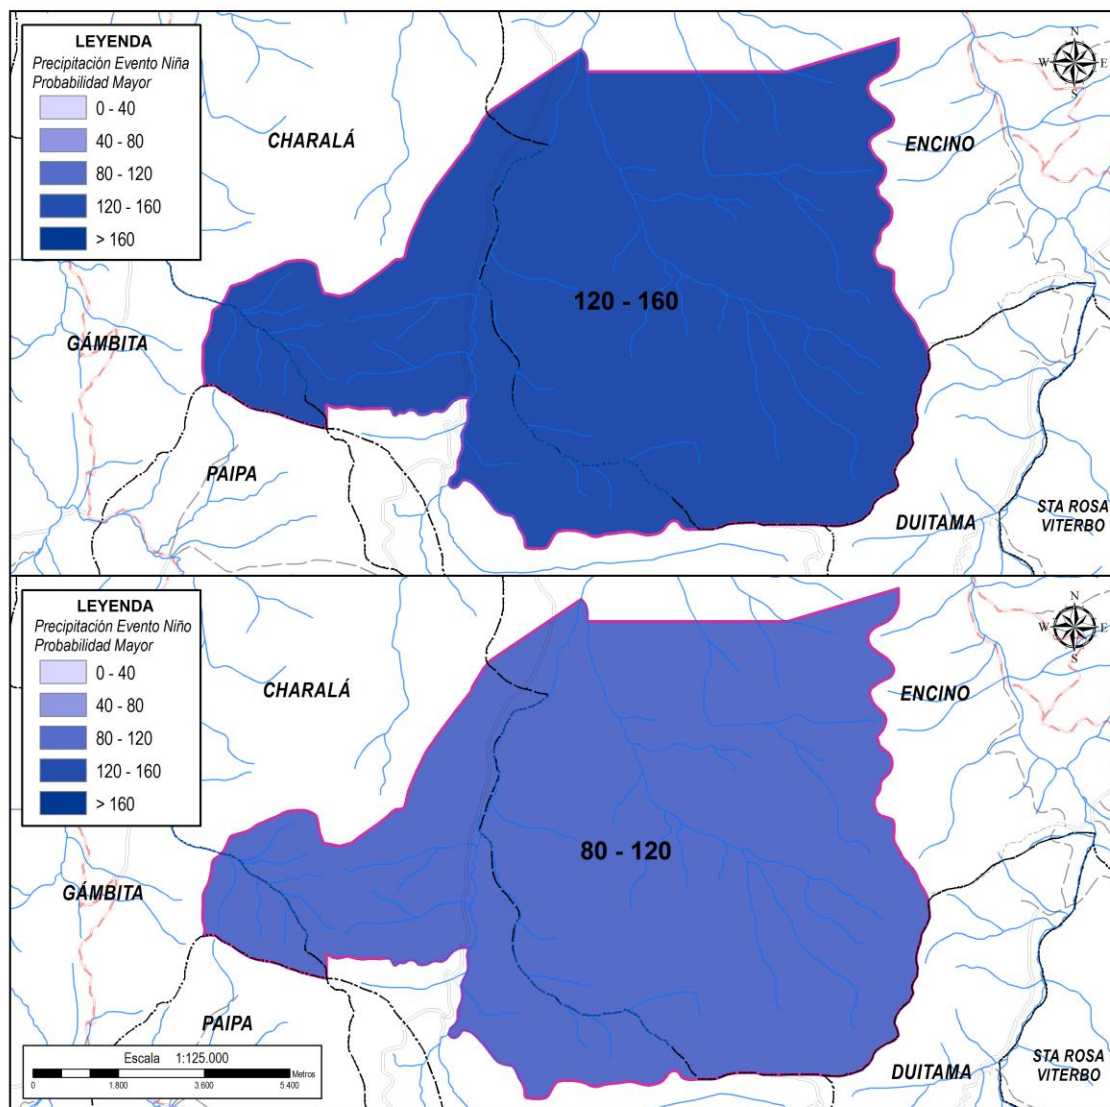 LEYENDA
Precipitación Evento Niña
Probabilidad Mayor
0 - 40
40 - 80
80 - 120
120 - 160
> 160
N
W E
S
CHARALÁ
ENCINO
120 - 160
GÁMBITA
PAIPA
DUITAMA
STA ROSA
VITERBO
LEYENDA
Precipitación Evento Niño
Probabilidad Mayor
0 - 40
40 - 80
80 - 120
120 - 160
> 160
N
W E
S
CHARALÁ
ENCINO
80 - 120
GÁMBITA
PAIPA
DUITAMA
STA ROSA
VITERBO
Escala 1:125.000
Metros
0 1.800 3.600 5.400